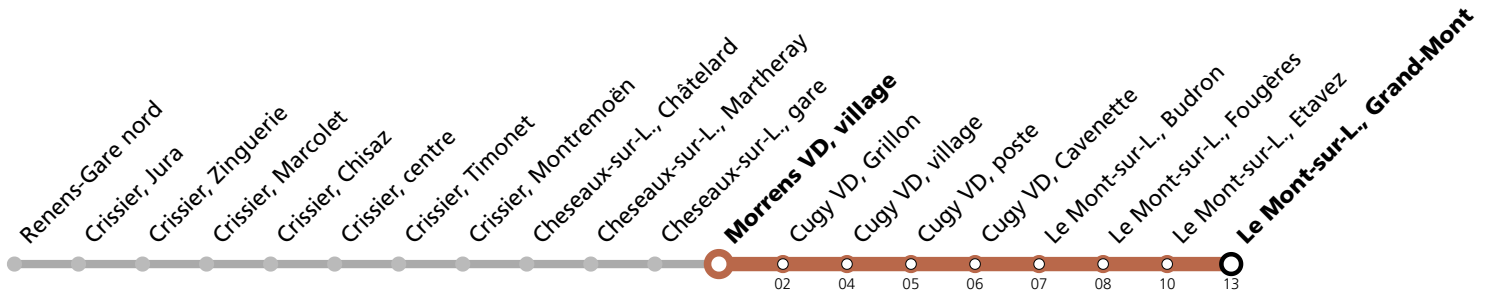 Renens-Gare nord
Crissier, Jura
Crissier, Zinguerie
Crissier, Marcolet
Crissier, Chisaz
Crissier, centre
Crissier, Timonet
Crissier, Montremoën
Cheseaux-sur-L., Châtelard
Cheseaux-sur-L., Martheray
Cheseaux-sur-L., gare
Morrens VD, village
Cugy VD, Grillon
Cugy VD, village
Cugy VD, poste
Cugy VD, Cavenette
Le Mont-sur-L., Budron
Le Mont-sur-L., Fougères
Le Mont-sur-L., Etavez
Le Mont-sur-L., Grand-Mont
02 04 05 06 07 08 10 13